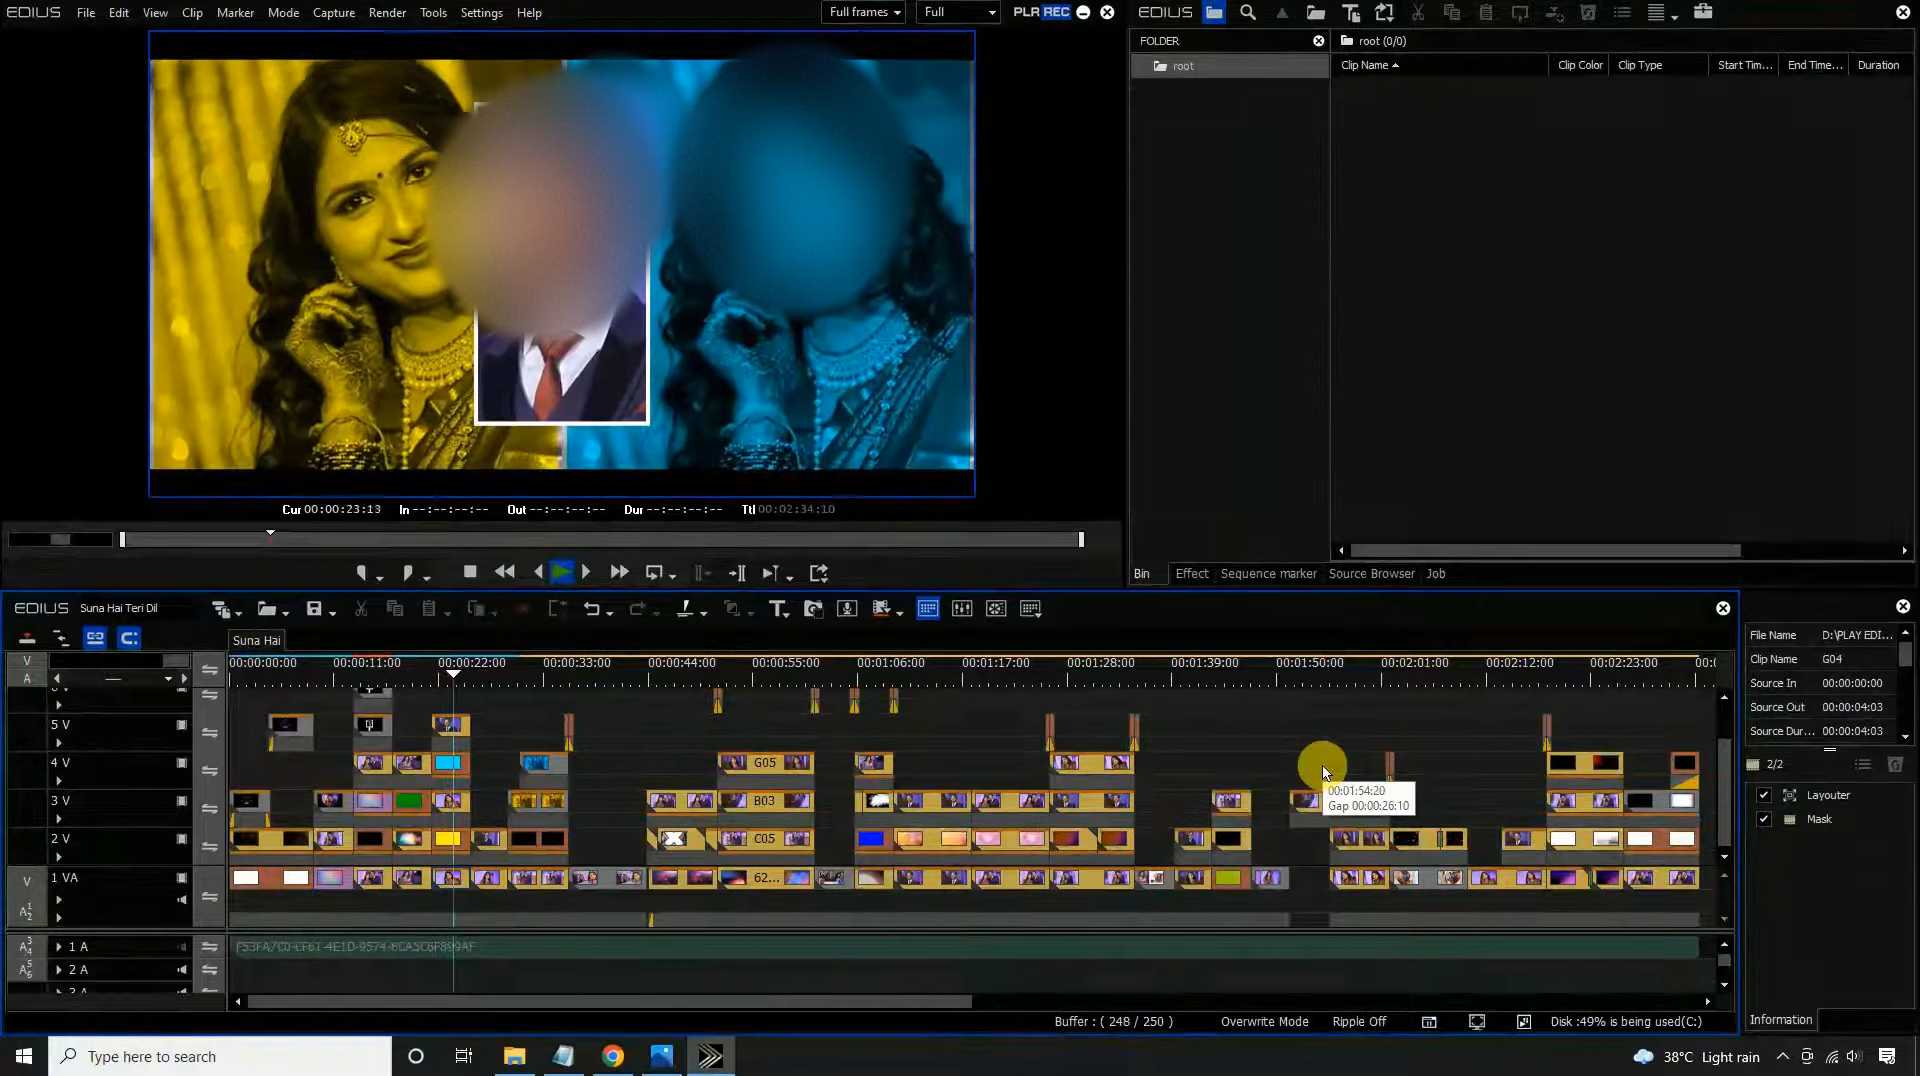 EDIUS File Edit View Clip Marker Mode Capture Render Tools Settings Help Full frames Full PLR REC
EDIUS
FOLDER
root (0/0)
root
Clip Name Clip Color Clip Type Start Tim... End Time... Duration
Cur 00:00:23:13 In --:--:--:-- Out --:--:--:-- Dur --:--:--:-- Ttl 00:02:34:10
Bin Effect Sequence marker Source Browser Job
EDIUS Suna Hai Teri Dil
Suna Hai
File Name D:\PLAY EDI...
Clip Name G04
Source In 00:00:00:00
Source Out 00:00:04:03
Source Dur... 00:00:04:03
2/2
Layouter
Mask
Information
V
A
00:00:00:00 00:00:11:00 00:00:22:00 00:00:33:00 00:00:44:00 00:00:55:00 00:01:06:00 00:01:17:00 00:01:28:00 00:01:39:00 00:01:50:00 00:02:01:00 00:02:12:00 00:02:23:00
5 V
4 V
G05
3 V
B03
00:01:54:20
Gap 00:00:26:10
2 V
C05
V 1 VA
62...
A 1 2
A 3 4 1 A
A 5 6 2 A
3 A
Buffer : ( 248 / 250 ) Overwrite Mode Ripple Off Disk :49% is being used(C:)
Type here to search
38°C Light rain